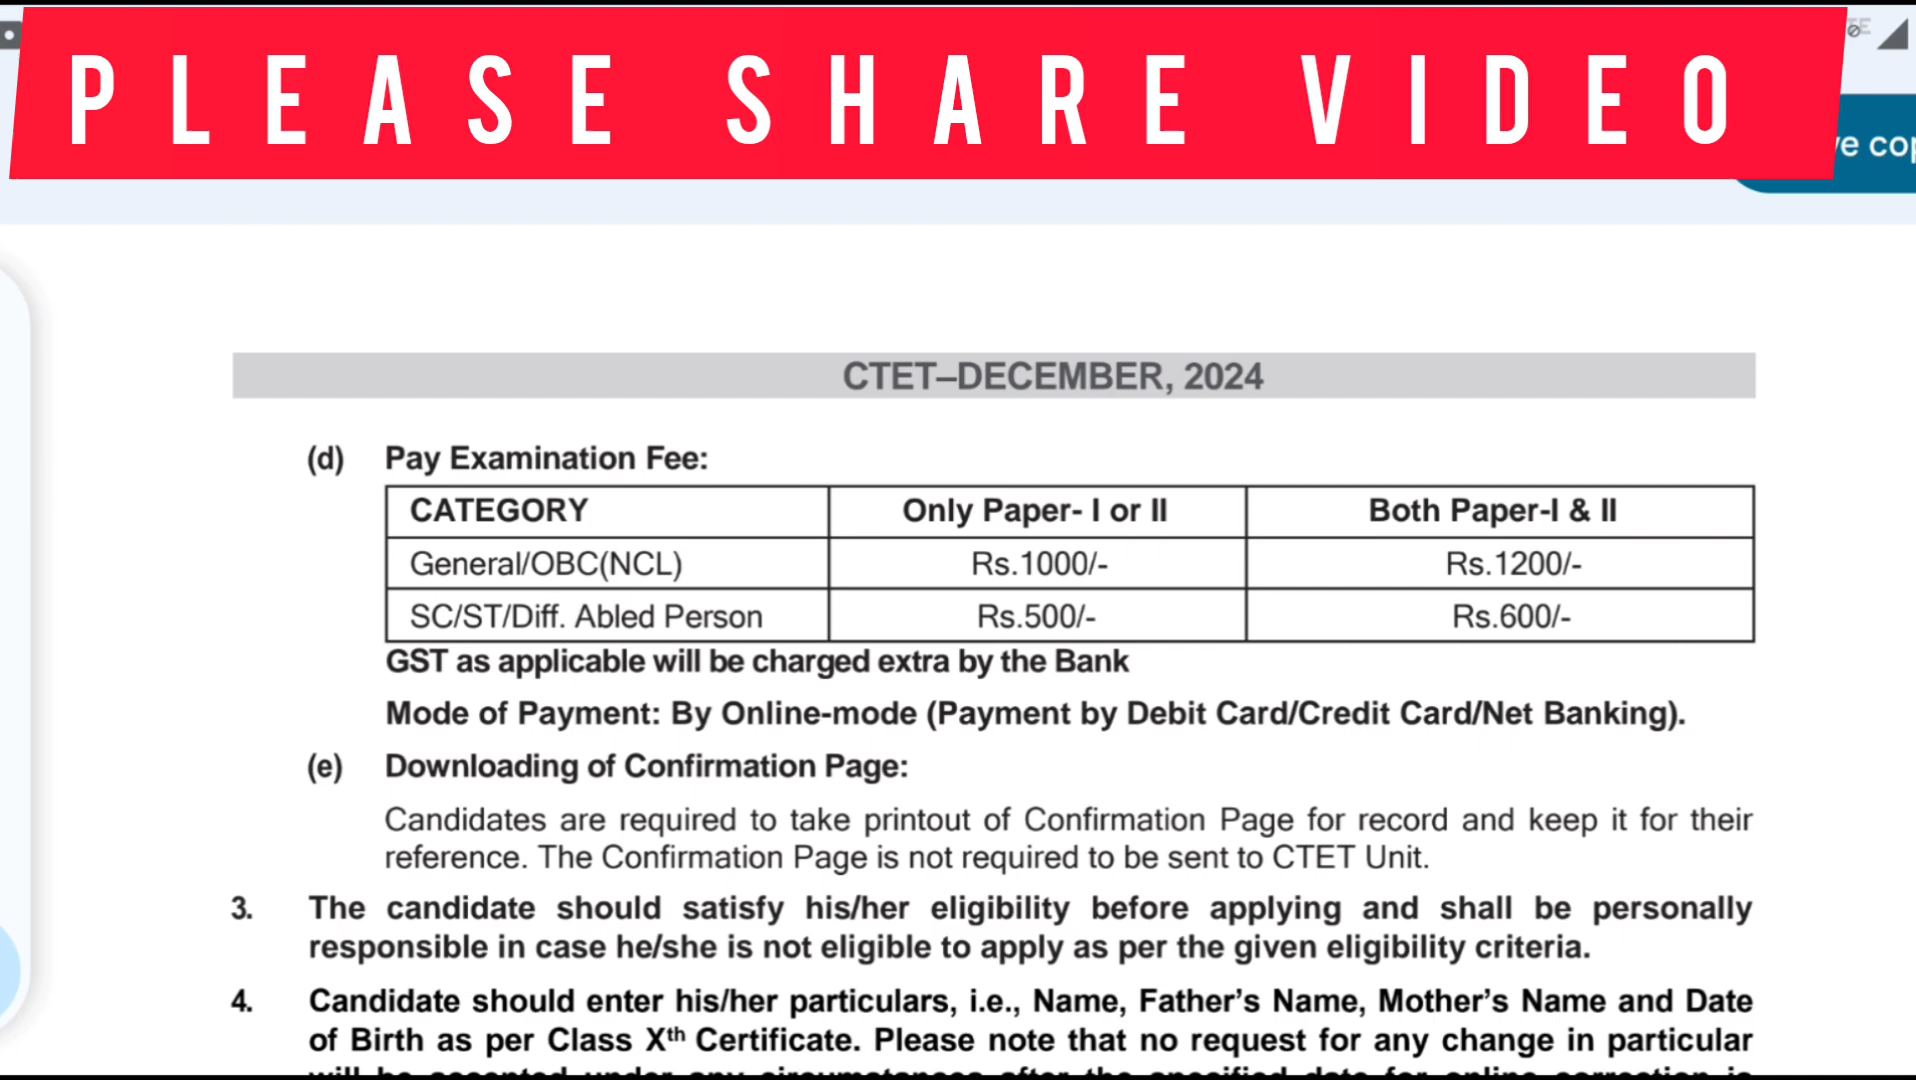 PLEASE SHARE VIDEO
CTET–DECEMBER, 2024
(d) Pay Examination Fee:
CATEGORY Only Paper- I or II Both Paper-I & II
General/OBC(NCL) Rs.1000/- Rs.1200/-
SC/ST/Diff. Abled Person Rs.500/- Rs.600/-
GST as applicable will be charged extra by the Bank
Mode of Payment: By Online-mode (Payment by Debit Card/Credit Card/Net Banking).
(e) Downloading of Confirmation Page:
Candidates are required to take printout of Confirmation Page for record and keep it for their
reference. The Confirmation Page is not required to be sent to CTET Unit.
3. The candidate should satisfy his/her eligibility before applying and shall be personally
responsible in case he/she is not eligible to apply as per the given eligibility criteria.
4. Candidate should enter his/her particulars, i.e., Name, Father's Name, Mother's Name and Date
of Birth as per Class Xth Certificate. Please note that no request for any change in particular